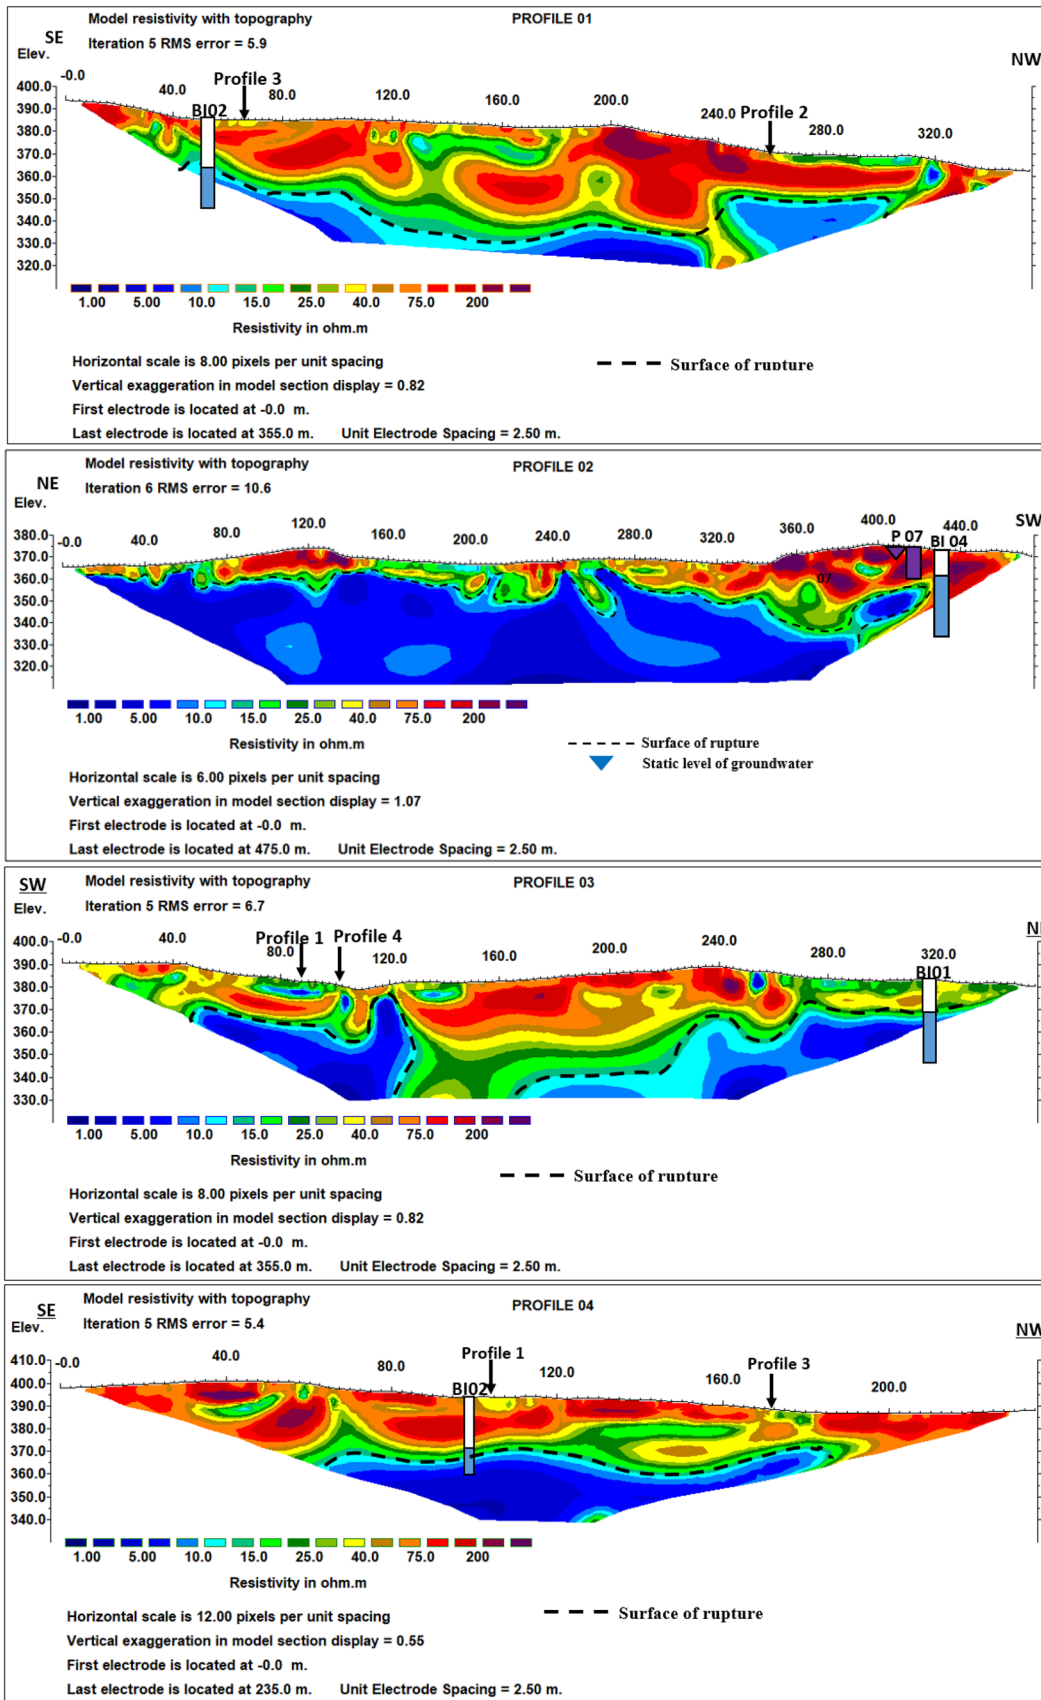 Model resistivity with topography PROFILE 01
SE Iteration 5 RMS error = 5.9
Elev. NW
-0.0 40.0 Profile 3 80.0 120.0 160.0 200.0 240.0 Profile 2 280.0 320.0
BI02
400.0
390.0
380.0
370.0
360.0
350.0
340.0
330.0
320.0
1.00 5.00 10.0 15.0 25.0 40.0 75.0 200
Resistivity in ohm.m
Horizontal scale is 8.00 pixels per unit spacing
Surface of rupture
Vertical exaggeration in model section display = 0.82
First electrode is located at -0.0 m.
Last electrode is located at 355.0 m. Unit Electrode Spacing = 2.50 m.
Model resistivity with topography PROFILE 02
NE Iteration 6 RMS error = 10.6
Elev. SW
-0.0 40.0 80.0 120.0 160.0 200.0 240.0 280.0 320.0 360.0 400.0 440.0
P 07 BI 04
07
380.0
370.0
360.0
350.0
340.0
330.0
320.0
1.00 5.00 10.0 15.0 25.0 40.0 75.0 200
Resistivity in ohm.m
Surface of rupture
Static level of groundwater
Horizontal scale is 6.00 pixels per unit spacing
Vertical exaggeration in model section display = 1.07
First electrode is located at -0.0 m.
Last electrode is located at 475.0 m. Unit Electrode Spacing = 2.50 m.
SW Model resistivity with topography PROFILE 03
Iteration 5 RMS error = 6.7
Elev.
-0.0 40.0 80.0 Profile 1 Profile 4 120.0 160.0 200.0 240.0 280.0 320.0
BI01
400.0
390.0
380.0
370.0
360.0
350.0
340.0
330.0
1.00 5.00 10.0 15.0 25.0 40.0 75.0 200
Resistivity in ohm.m
Surface of rupture
Horizontal scale is 8.00 pixels per unit spacing
Vertical exaggeration in model section display = 0.82
First electrode is located at -0.0 m.
Last electrode is located at 355.0 m. Unit Electrode Spacing = 2.50 m.
Model resistivity with topography PROFILE 04
SE Iteration 5 RMS error = 5.4
Elev. NW
-0.0 40.0 80.0 Profile 1 120.0 160.0 Profile 3 200.0
BI02
410.0
400.0
390.0
380.0
370.0
360.0
350.0
340.0
1.00 5.00 10.0 15.0 25.0 40.0 75.0 200
Resistivity in ohm.m
Horizontal scale is 12.00 pixels per unit spacing
Surface of rupture
Vertical exaggeration in model section display = 0.55
First electrode is located at -0.0 m.
Last electrode is located at 235.0 m. Unit Electrode Spacing = 2.50 m.